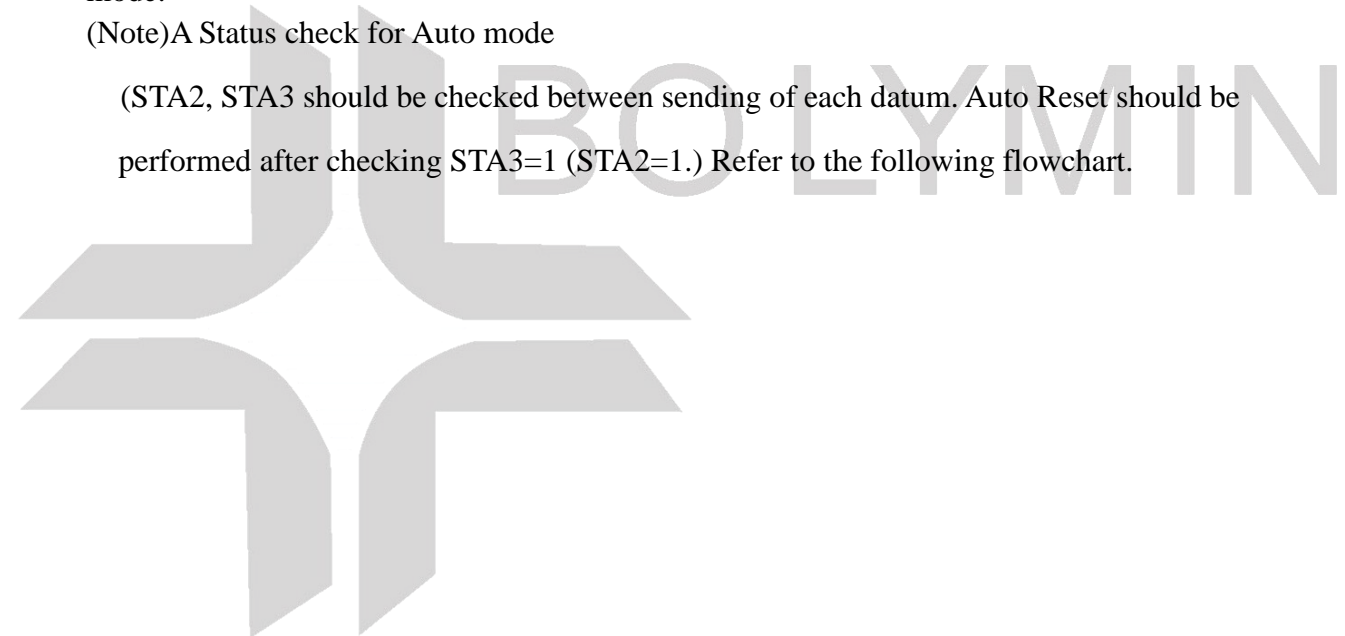 mode.
(Note)A Status check for Auto mode
(STA2, STA3 should be checked between sending of each datum. Auto Reset should be
performed after checking STA3=1 (STA2=1.) Refer to the following flowchart.
BOLYMIN